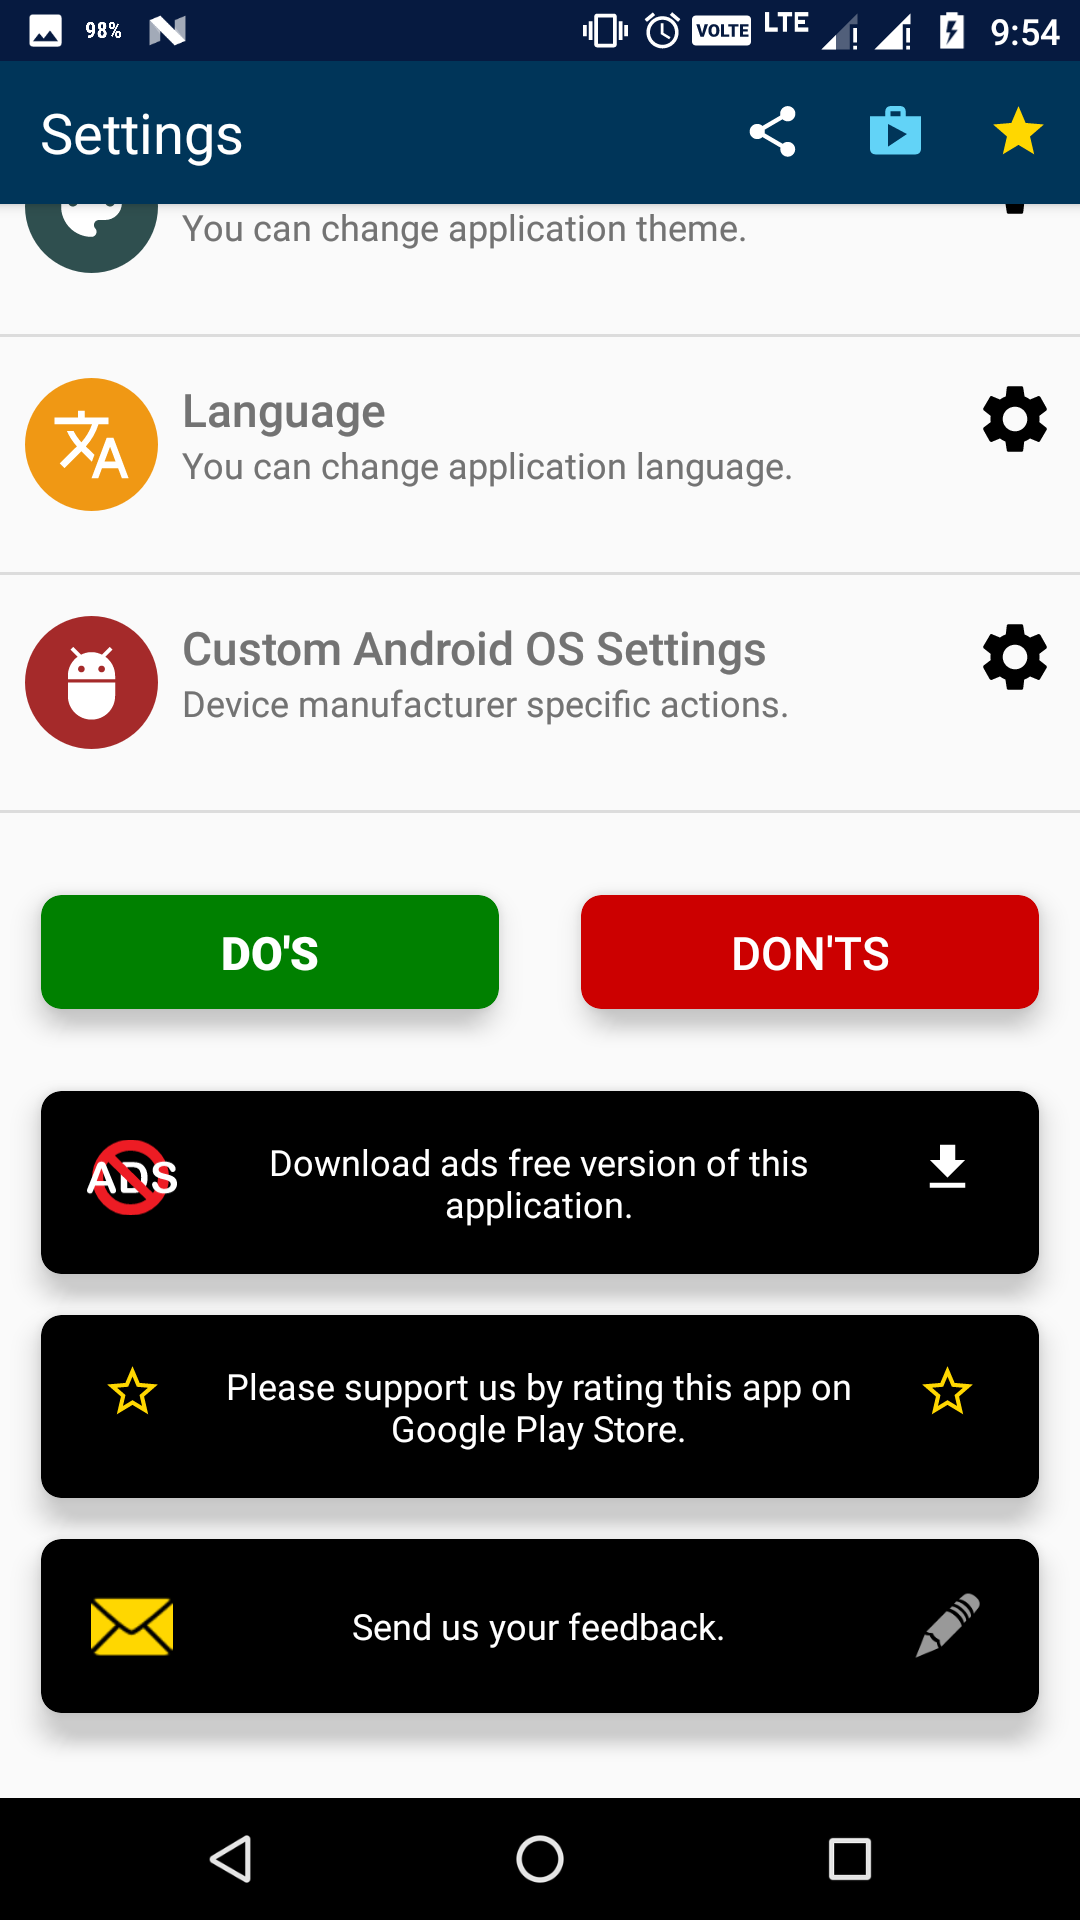 98% VOLTE LTE 9:54
Settings
You can change application theme.
Language
You can change application language.
Custom Android OS Settings
Device manufacturer specific actions.
DO'S DON'TS
ADS
Download ads free version of this
application.
Please support us by rating this app on
Google Play Store.
Send us your feedback.